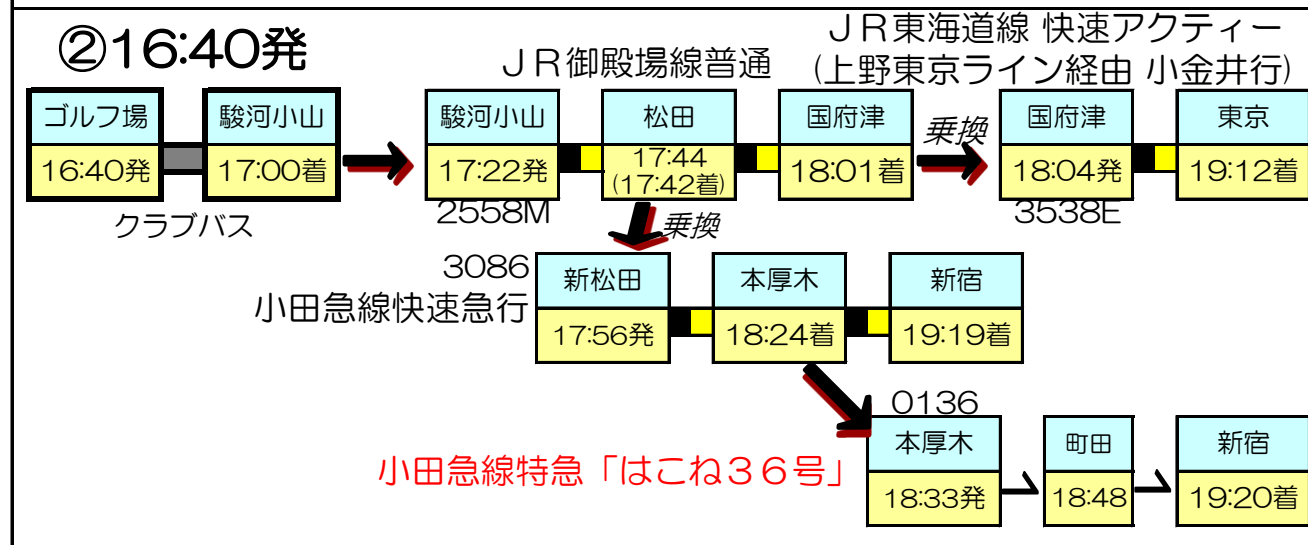 ②16:40発
JR東海道線 快速アクティー
JR御殿場線普通
(上野東京ライン経由 小金井行)
ゴルフ場
駿河小山
駿河小山
松田
国府津
乗換
国府津
東京
16:40発
17:00着
17:22発
17:44
(17:42着)
18:01着
18:04発
19:12着
クラブバス
2558M
乗換
3538E
3086
小田急線快速急行
新松田
本厚木
新宿
17:56発
18:24着
19:19着
0136
小田急線特急「はこね36号」
本厚木
町田
新宿
18:33発
18:48
19:20着